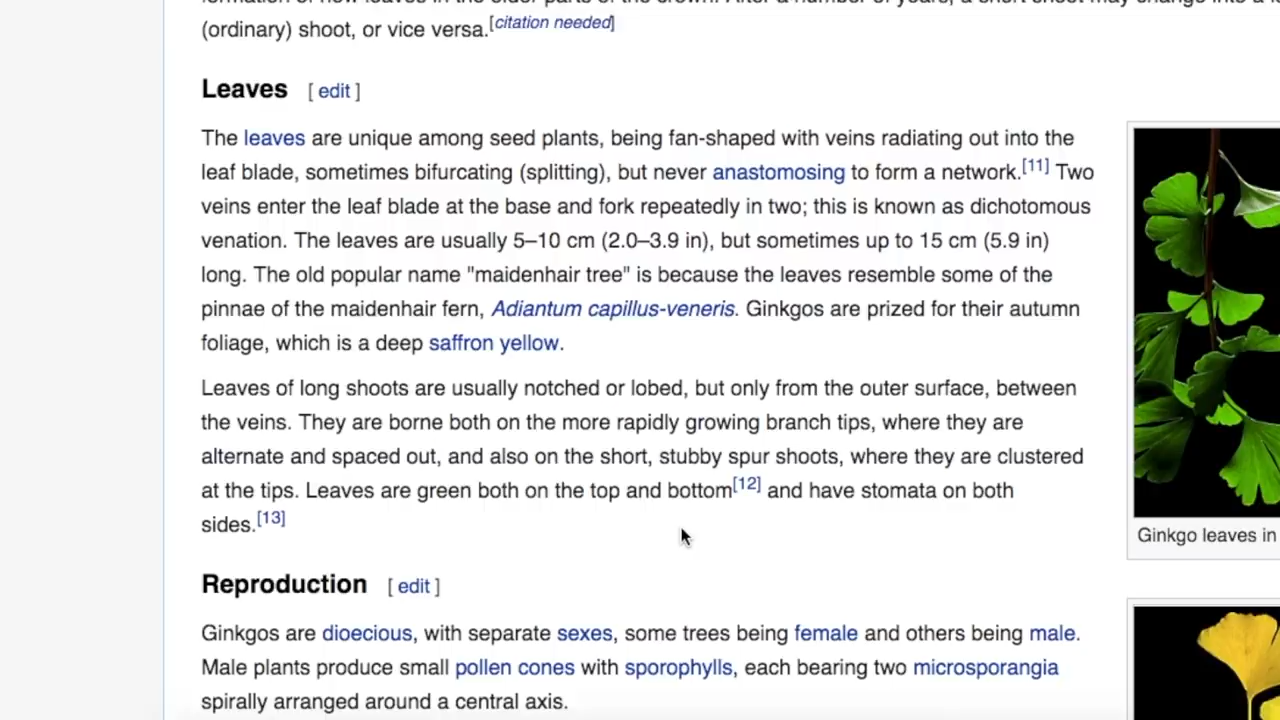 (ordinary) shoot, or vice versa.[citation needed]
Leaves [ edit ]
The leaves are unique among seed plants, being fan-shaped with veins radiating out into the
leaf blade, sometimes bifurcating (splitting), but never anastomosing to form a network.[11] Two
veins enter the leaf blade at the base and fork repeatedly in two; this is known as dichotomous
venation. The leaves are usually 5–10 cm (2.0–3.9 in), but sometimes up to 15 cm (5.9 in)
long. The old popular name "maidenhair tree" is because the leaves resemble some of the
pinnae of the maidenhair fern, Adiantum capillus-veneris. Ginkgos are prized for their autumn
foliage, which is a deep saffron yellow.
Leaves of long shoots are usually notched or lobed, but only from the outer surface, between
the veins. They are borne both on the more rapidly growing branch tips, where they are
alternate and spaced out, and also on the short, stubby spur shoots, where they are clustered
at the tips. Leaves are green both on the top and bottom[12] and have stomata on both
sides.[13]
Ginkgo leaves in
Reproduction [ edit ]
Ginkgos are dioecious, with separate sexes, some trees being female and others being male.
Male plants produce small pollen cones with sporophylls, each bearing two microsporangia
spirally arranged around a central axis.